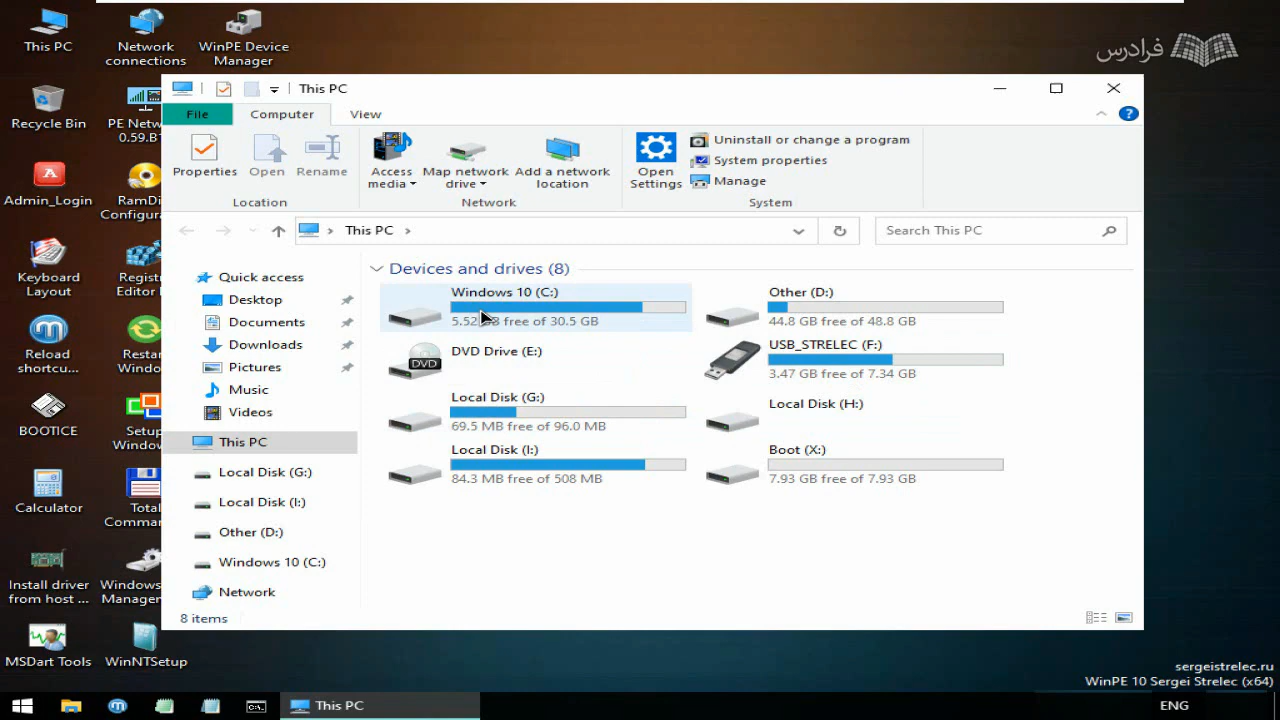 This PC
Network
connections
WinPE Device
Manager
فرادرس
Recycle Bin
PE Netw
0.59.B1
Admin_Login
RamDi
Configura
Keyboard
Layout
Regist
Editor
Reload
shortcu...
Restar
Windo
BOOTICE
Setu
Windov
Calculator
Total
Comma
Install driver
from host ...
Windows
Manager
MSDart Tools
WinNTSetup
This PC
File
Computer
View
Properties
Open
Rename
Location
Access
media
Map network
drive
Add a network
location
Network
Open
Settings
Uninstall or change a program
System properties
Manage
System
This PC
Search This PC
Quick access
Desktop
Documents
Downloads
Pictures
Music
Videos
This PC
Local Disk (G:)
Local Disk (I:)
Other (D:)
Windows 10 (C:)
Network
Devices and drives (8)
Windows 10 (C:)
free of 30.5 GB
Other (D:)
44.8 GB free of 48.8 GB
DVD Drive (E:)
DVD
USB_STRELEC (F:)
3.47 GB free of 7.34 GB
Local Disk (G:)
69.5 MB free of 96.0 MB
Local Disk (H:)
Local Disk (I:)
84.3 MB free of 508 MB
Boot (X:)
7.93 GB free of 7.93 GB
8 items
sergeistrelec.ru
WinPE 10 Sergei Strelec (x64)
This PC
ENG